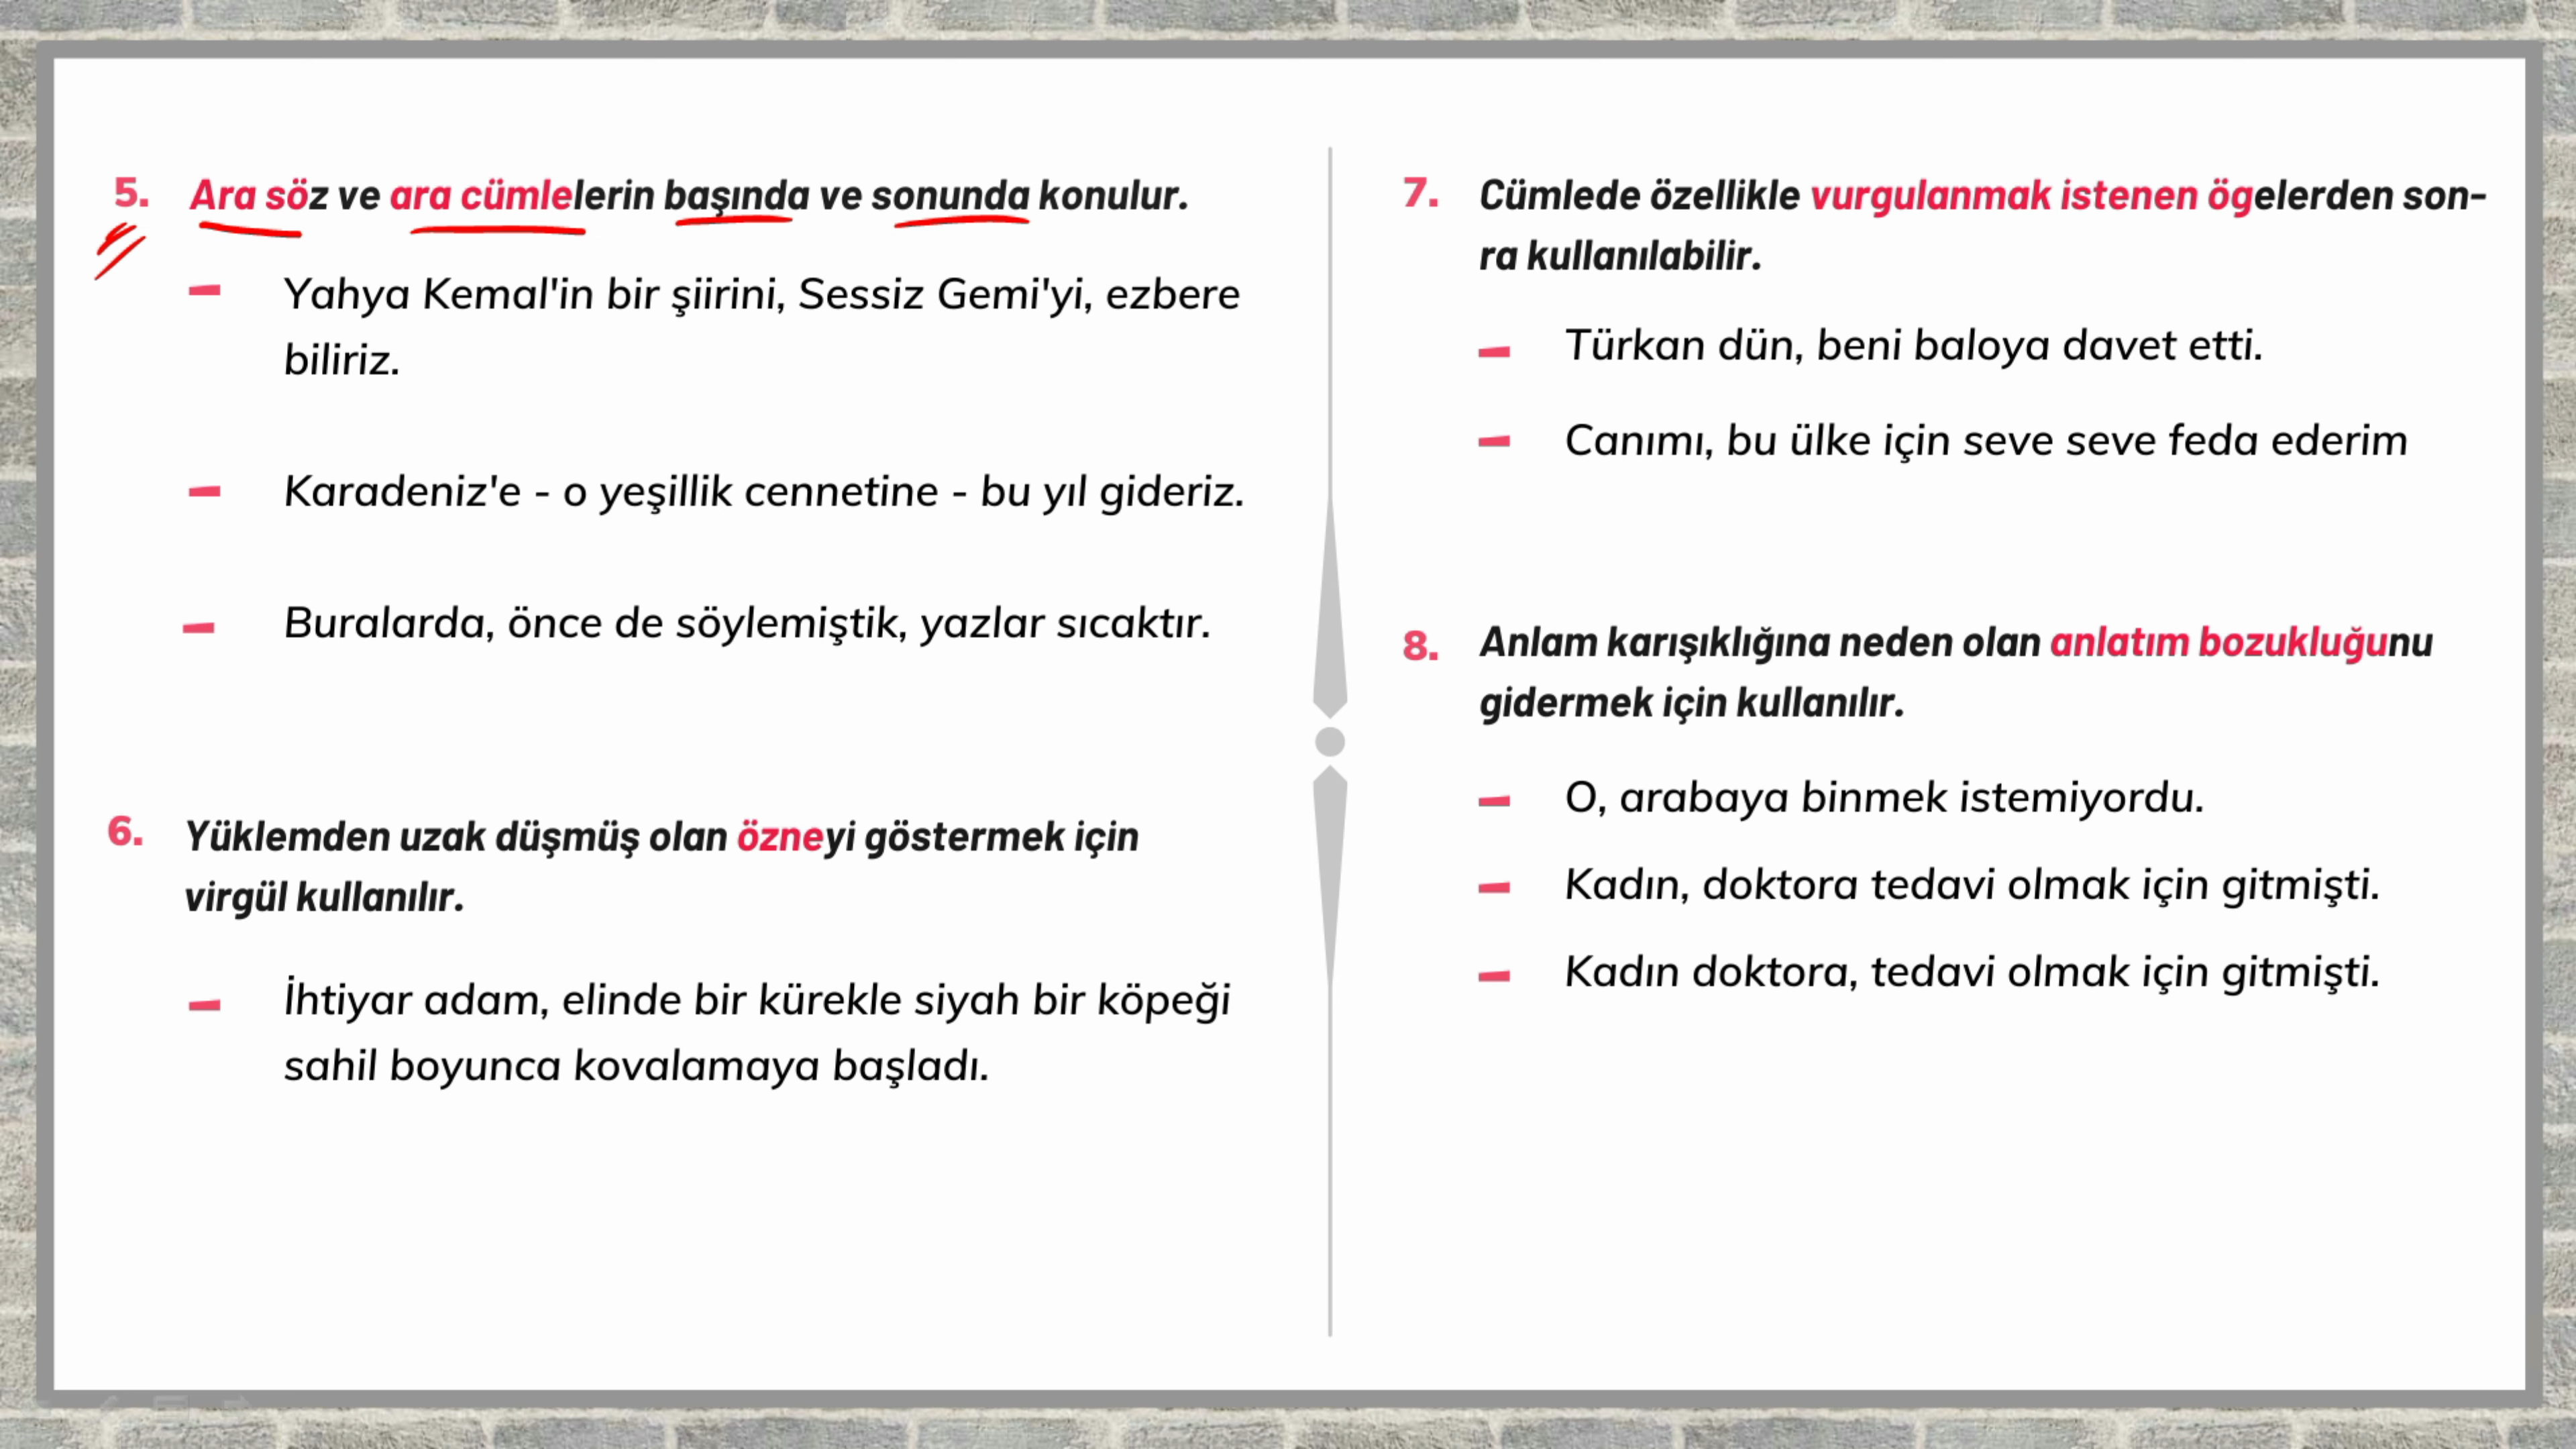 5. Ara söz ve ara cümlelerin başında ve sonunda konulur.
- Yahya Kemal'in bir şiirini, Sessiz Gemi'yi, ezbere
biliriz.
- Karadeniz'e - o yeşillik cennetine - bu yıl gideriz.
- Buralarda, önce de söylemiştik, yazlar sıcaktır.
6. Yüklemden uzak düşmüş olan özneyi göstermek için
virgül kullanılır.
- İhtiyar adam, elinde bir kürekle siyah bir köpeği
sahil boyunca kovalamaya başladı.
7. Cümlede özellikle vurgulanmak istenen ögelerden son-
ra kullanılabilir.
- Türkan dün, beni baloya davet etti.
- Canımı, bu ülke için seve seve feda ederim
8. Anlam karışıklığına neden olan anlatım bozukluğunu
gidermek için kullanılır.
- O, arabaya binmek istemiyordu.
- Kadın, doktora tedavi olmak için gitmişti.
- Kadın doktora, tedavi olmak için gitmişti.